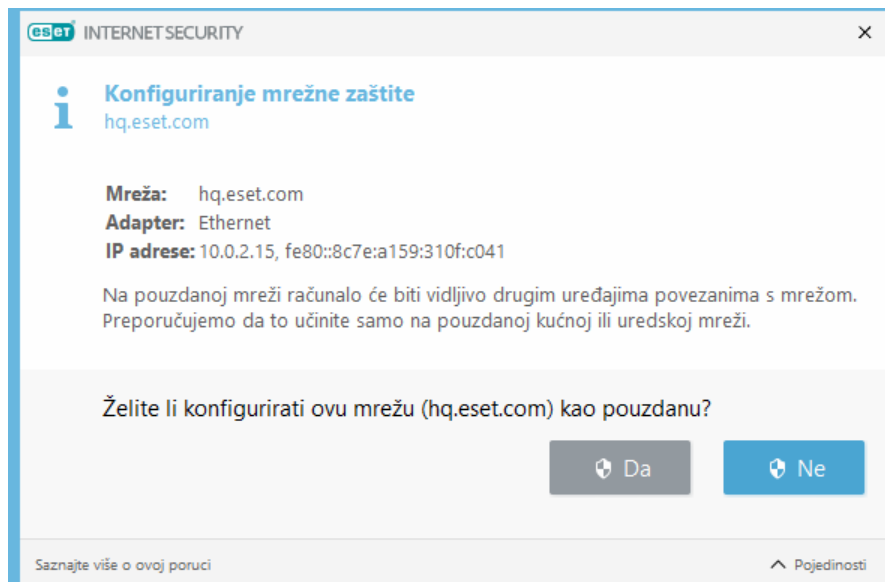 eset INTERNET SECURITY
Konfiguriranje mrežne zaštite
hq.eset.com
Mreža: hq.eset.com
Adapter: Ethernet
IP adrese: 10.0.2.15, fe80::8c7e:a159:310f:c041
Na pouzdanoj mreži računalo će biti vidljivo drugim uređajima povezanima s mrežom.
Preporučujemo da to učinite samo na pouzdanoj kućnoj ili uredskoj mreži.
Želite li konfigurirati ovu mrežu (hq.eset.com) kao pouzdanu?
Da Ne
Saznajte više o ovoj poruci Pojedinosti